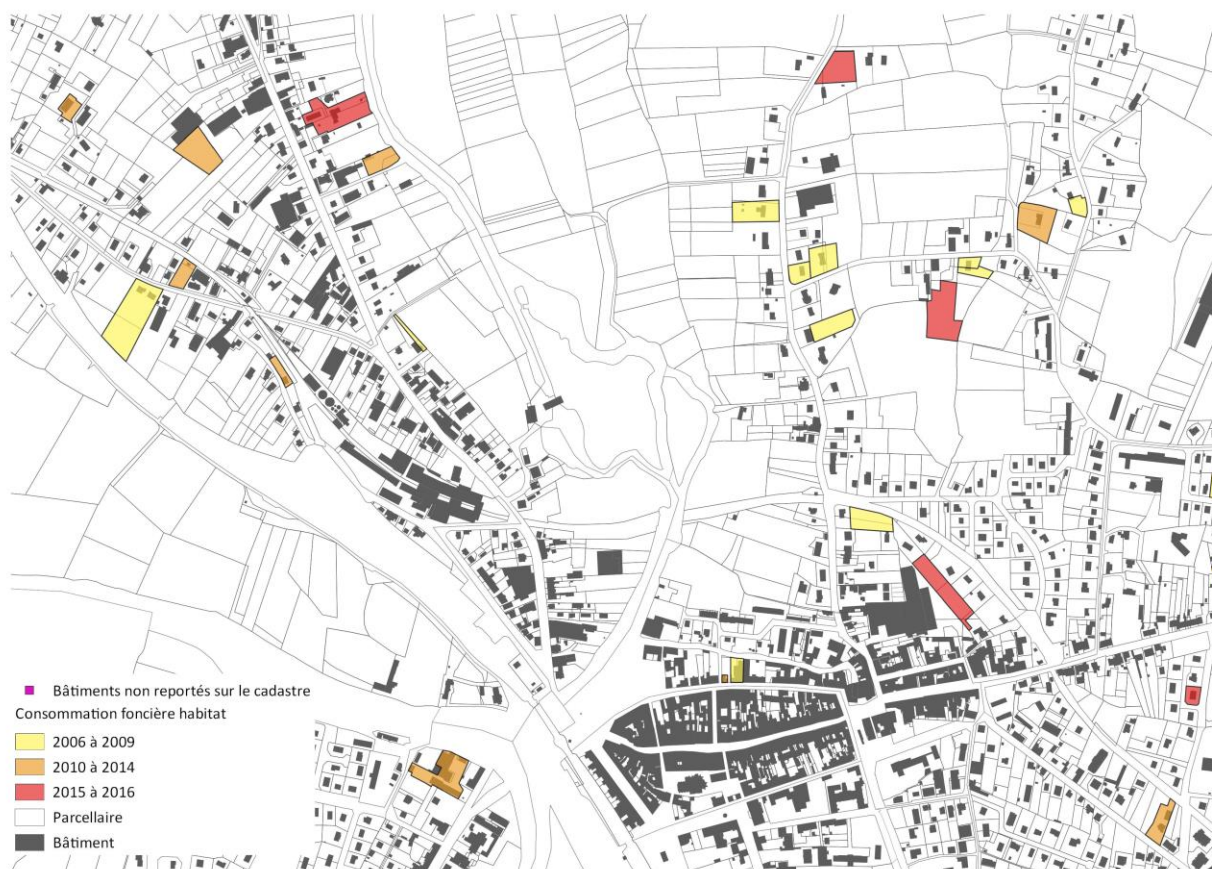 Bâtiments non reportés sur le cadastre
Consommation foncière habitat
2006 à 2009
2010 à 2014
2015 à 2016
Parcellaire
Bâtiment